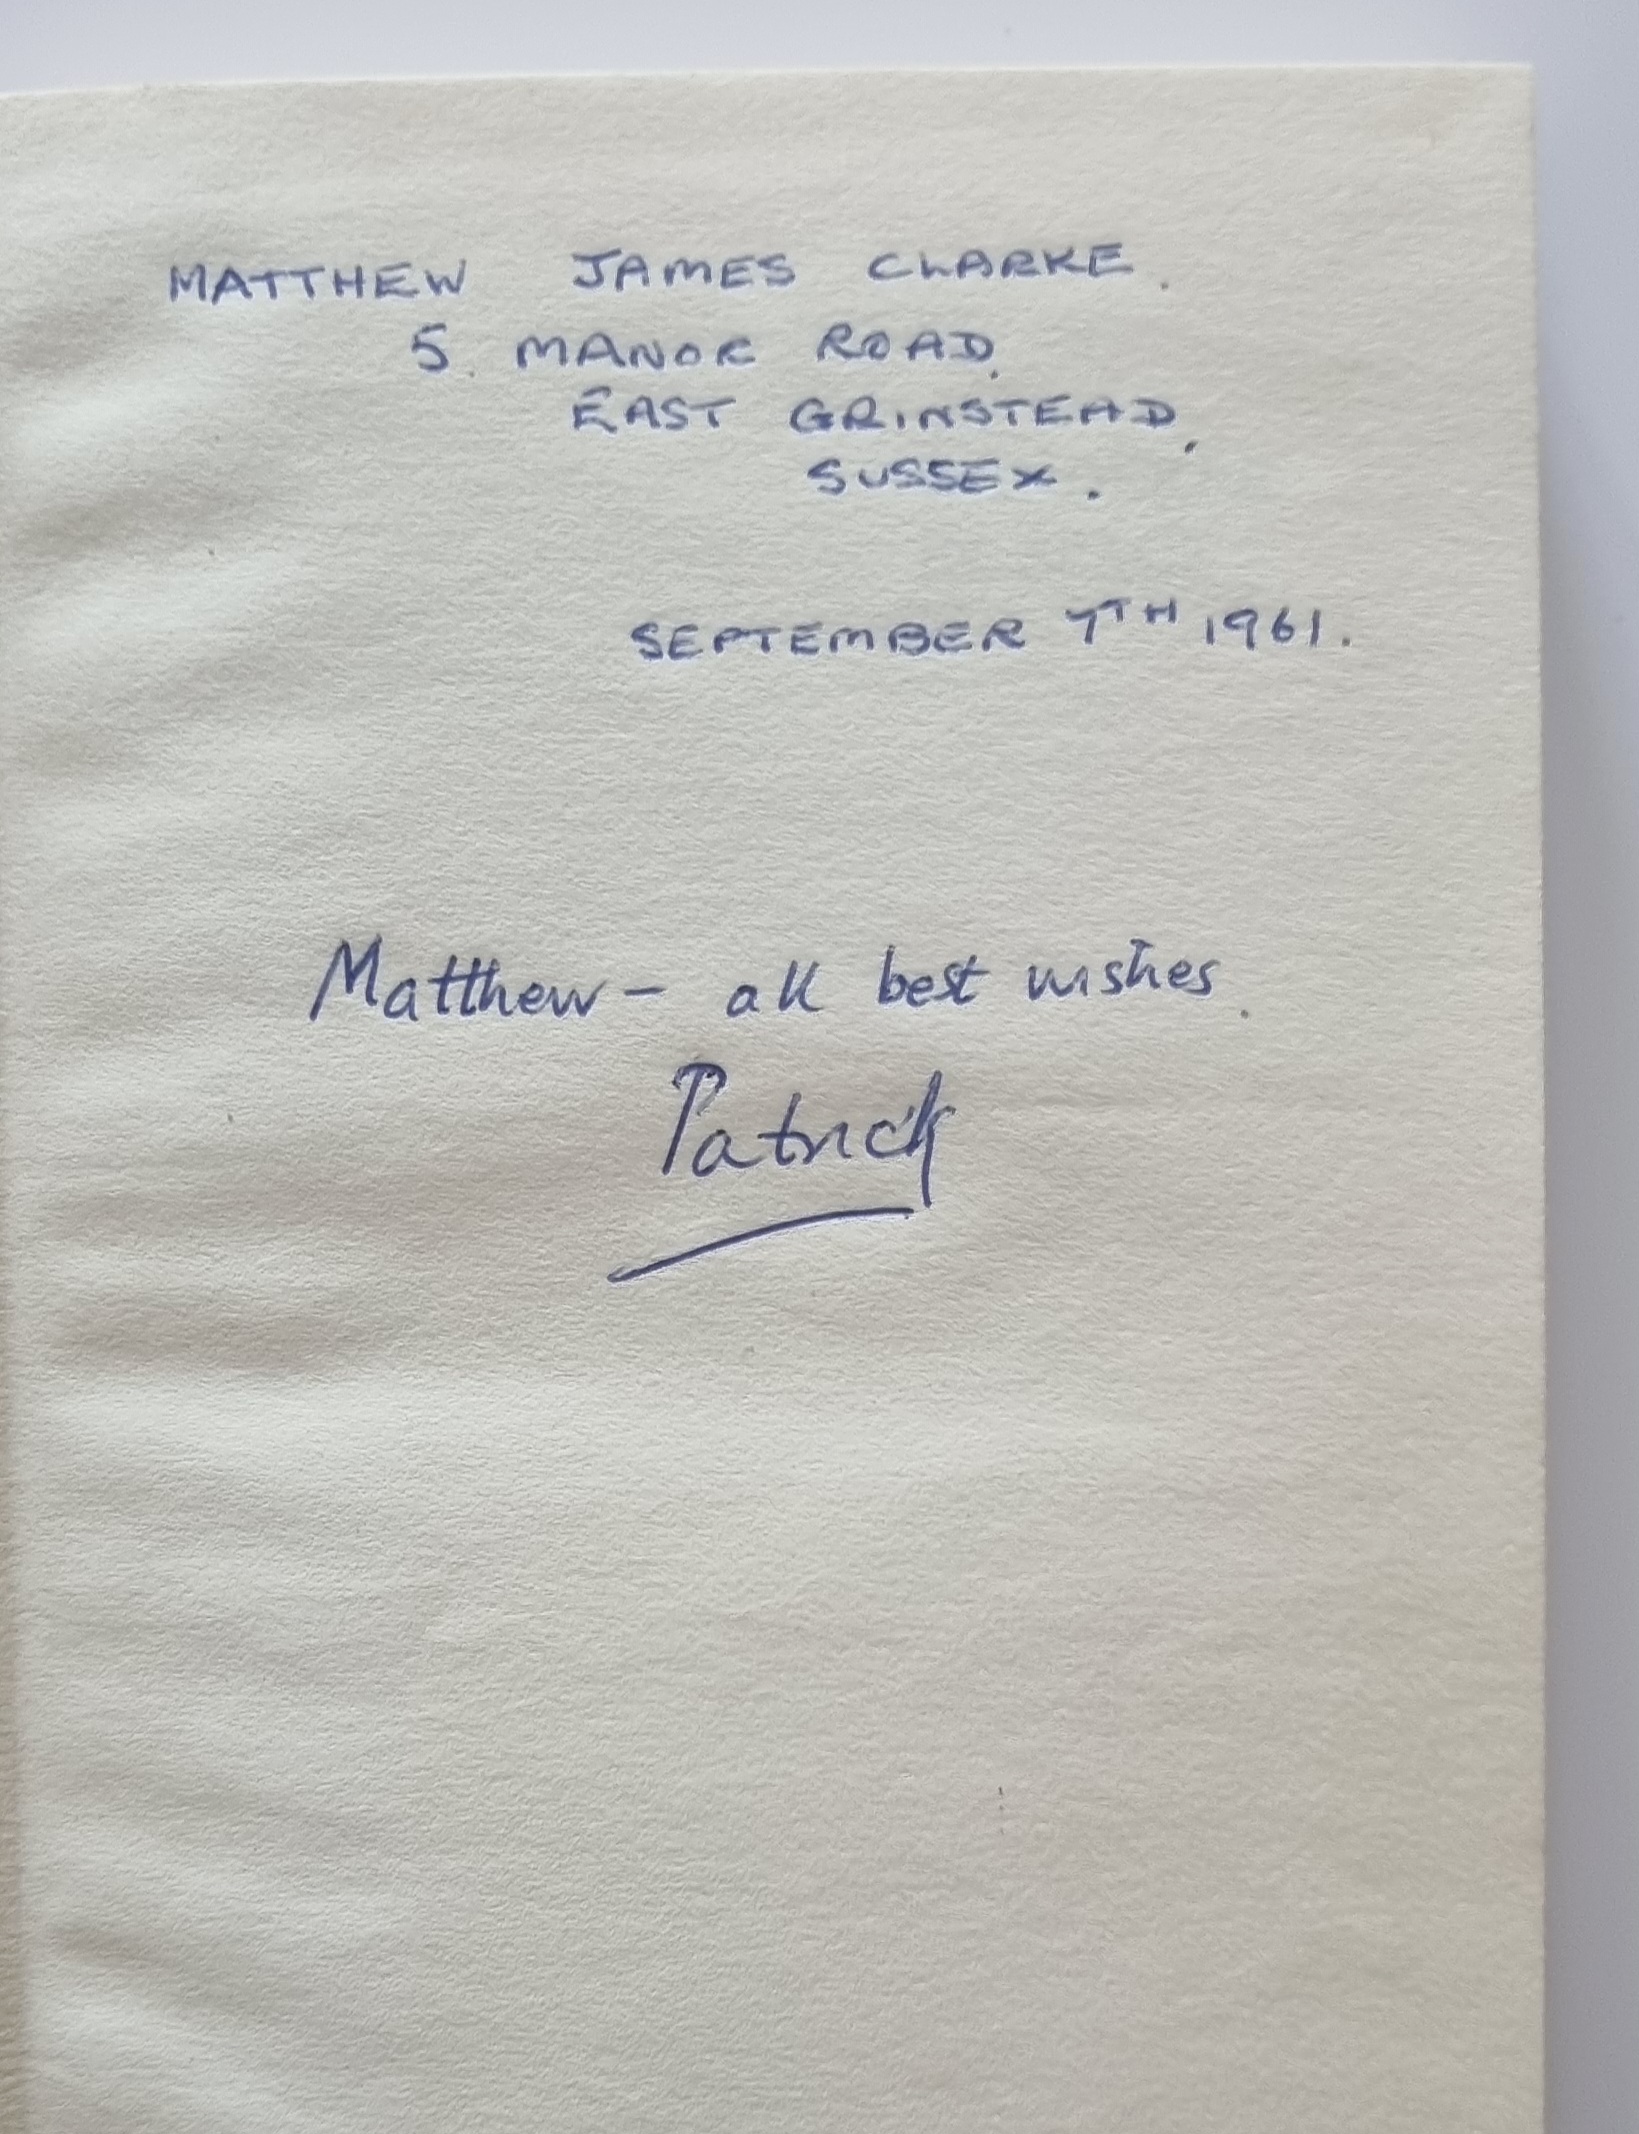 MATTHEW JAMES CLARKE.
5. MANOR ROAD,
EAST GRINSTEAD,
SUSSEX.
SEPTEMBER 7TH 1961.
Matthew - all best wishes.
Patrick